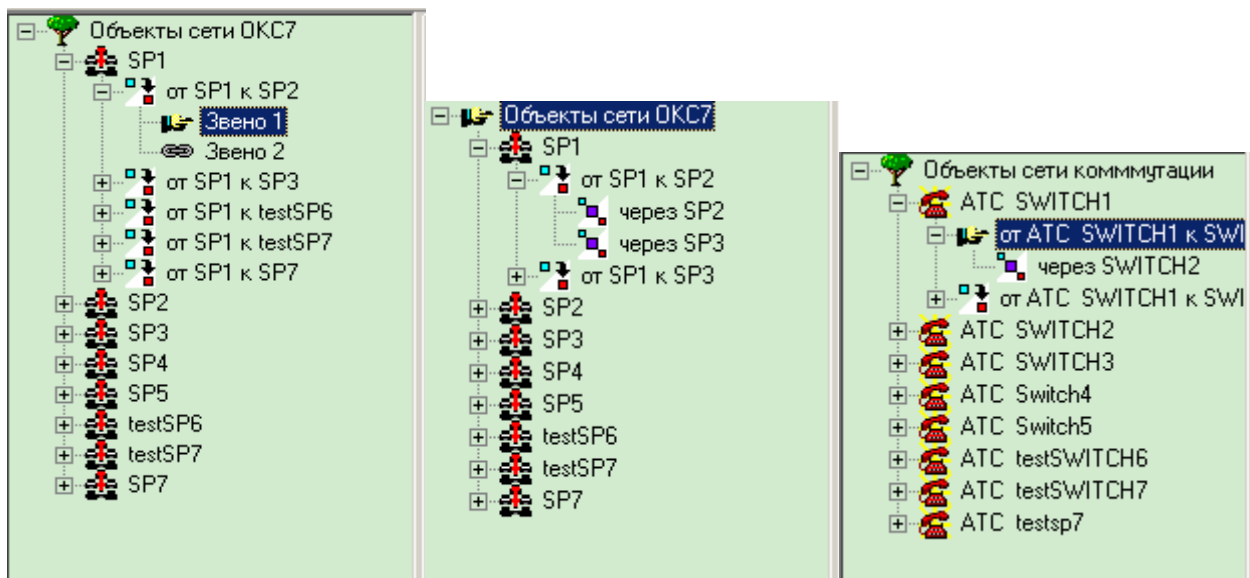 Объекты сети ОКС7
SP1
от SP1 к SP2
Звено 1
Звено 2
от SP1 к SP3
от SP1 к testSP6
от SP1 к testSP7
от SP1 к SP7
SP2
SP3
SP4
SP5
testSP6
testSP7
SP7
Объекты сети ОКС7
SP1
от SP1 к SP2
через SP2
через SP3
от SP1 к SP3
SP2
SP3
SP4
SP5
testSP6
testSP7
SP7
Объекты сети комммутации
АТС SWITCH1
от АТС SWITCH1 к SWI
через SWITCH2
от АТС SWITCH1 к SWI
АТС SWITCH2
АТС SWITCH3
АТС Switch4
АТС Switch5
АТС testSWITCH6
АТС testSWITCH7
АТС testsp7